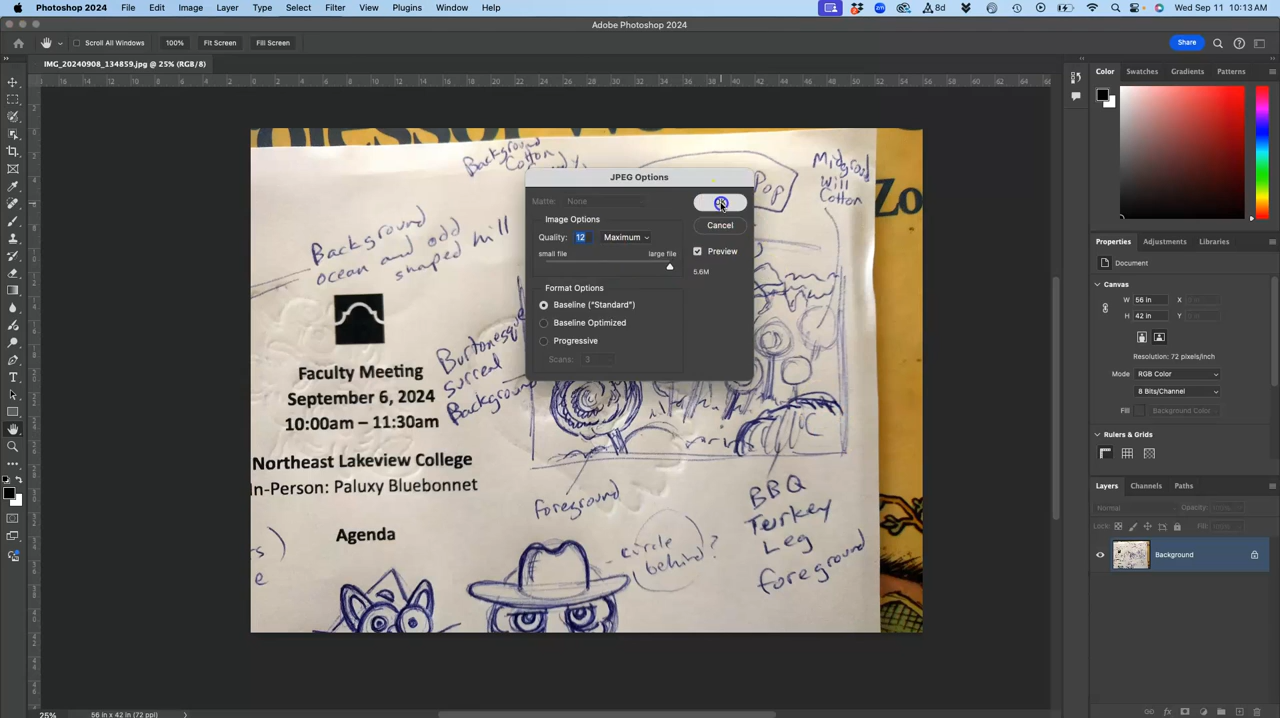 Photoshop 2024 File Edit Image Layer Type Select Filter View Plugins Window Help 8d Wed Sep 11 10:13 AM
Adobe Photoshop 2024
Scroll All Windows 100% Fit Screen Fill Screen Share
IMG_20240908_134859.jpg @ 25% (RGB/8)
Color Swatches Gradients Patterns
JPEG Options
Matte: None
Image Options
Quality: 12 Maximum
small file large file
Cancel
Preview
5.6M
Format Options
Baseline ("Standard")
Baseline Optimized
Progressive
Scans: 3
Background
Cotton
Pop
Midgrond
Will
Cotton
Zo
Background
ocean and odd
shaped hill
Burtonesque
surreal
Background
Faculty Meeting
September 6, 2024
10:00am – 11:30am
Northeast Lakeview College
In-Person: Paluxy Bluebonnet
Agenda
foreground
circle
behind?
BBQ
Turkey
Leg
foreground
Properties Adjustments Libraries
Document
Canvas
W 56 in X
H 42 in Y
Resolution: 72 pixels/inch
Mode RGB Color
8 Bits/Channel
Fill Background Color
Rulers & Grids
Layers Channels Paths
Normal Opacity:
Lock: Fill:
Background
25% 56 in x 42 in (72 ppi)